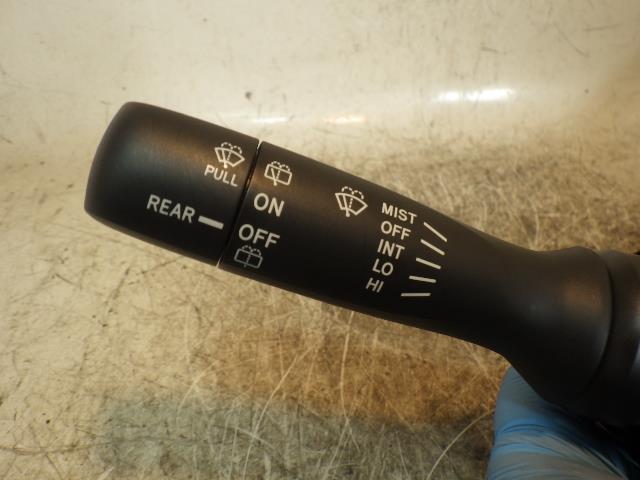 PULL
REAR
ON
OFF
MIST
OFF
INT
LO
HI